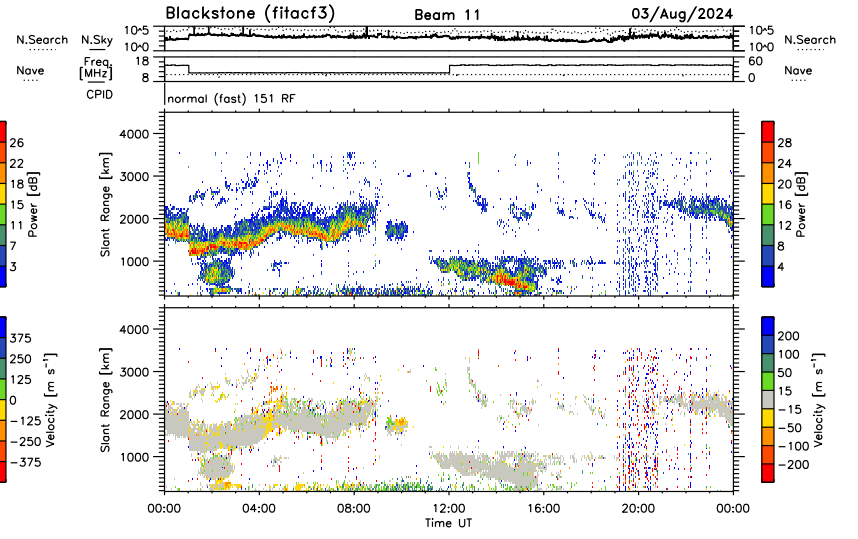 Blackstone (fitacf3) Beam 11 03/Aug/2024
N.Search N.Sky 10^5 10^0 10^5 10^0 N.Search
Nave Freq. [MHz] 18 8 60 0 Nave
CPID normal (fast) 151 RF
26 22 18 15 11 7 3 Power [dB]
Slant Range [km] 4000 3000 2000 1000
28 24 20 16 12 8 4 Power [dB]
375 250 125 0 -125 -250 -375 Velocity [m s⁻¹]
Slant Range [km] 4000 3000 2000 1000
200 100 50 15 -15 -50 -100 -200 Velocity [m s⁻¹]
00:00 04:00 08:00 12:00 16:00 20:00 00:00
Time UT